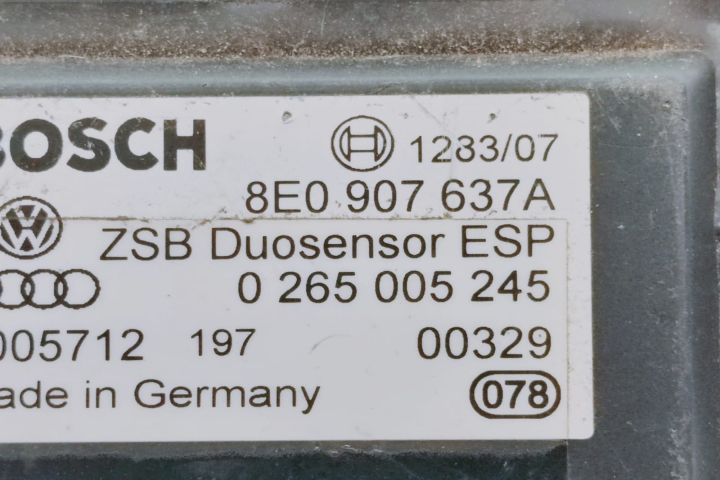 BOSCH 1283/07
8E0 907 637A
ZSB Duosensor ESP
0 265 005 245
005712 197 00329
ade in Germany 078